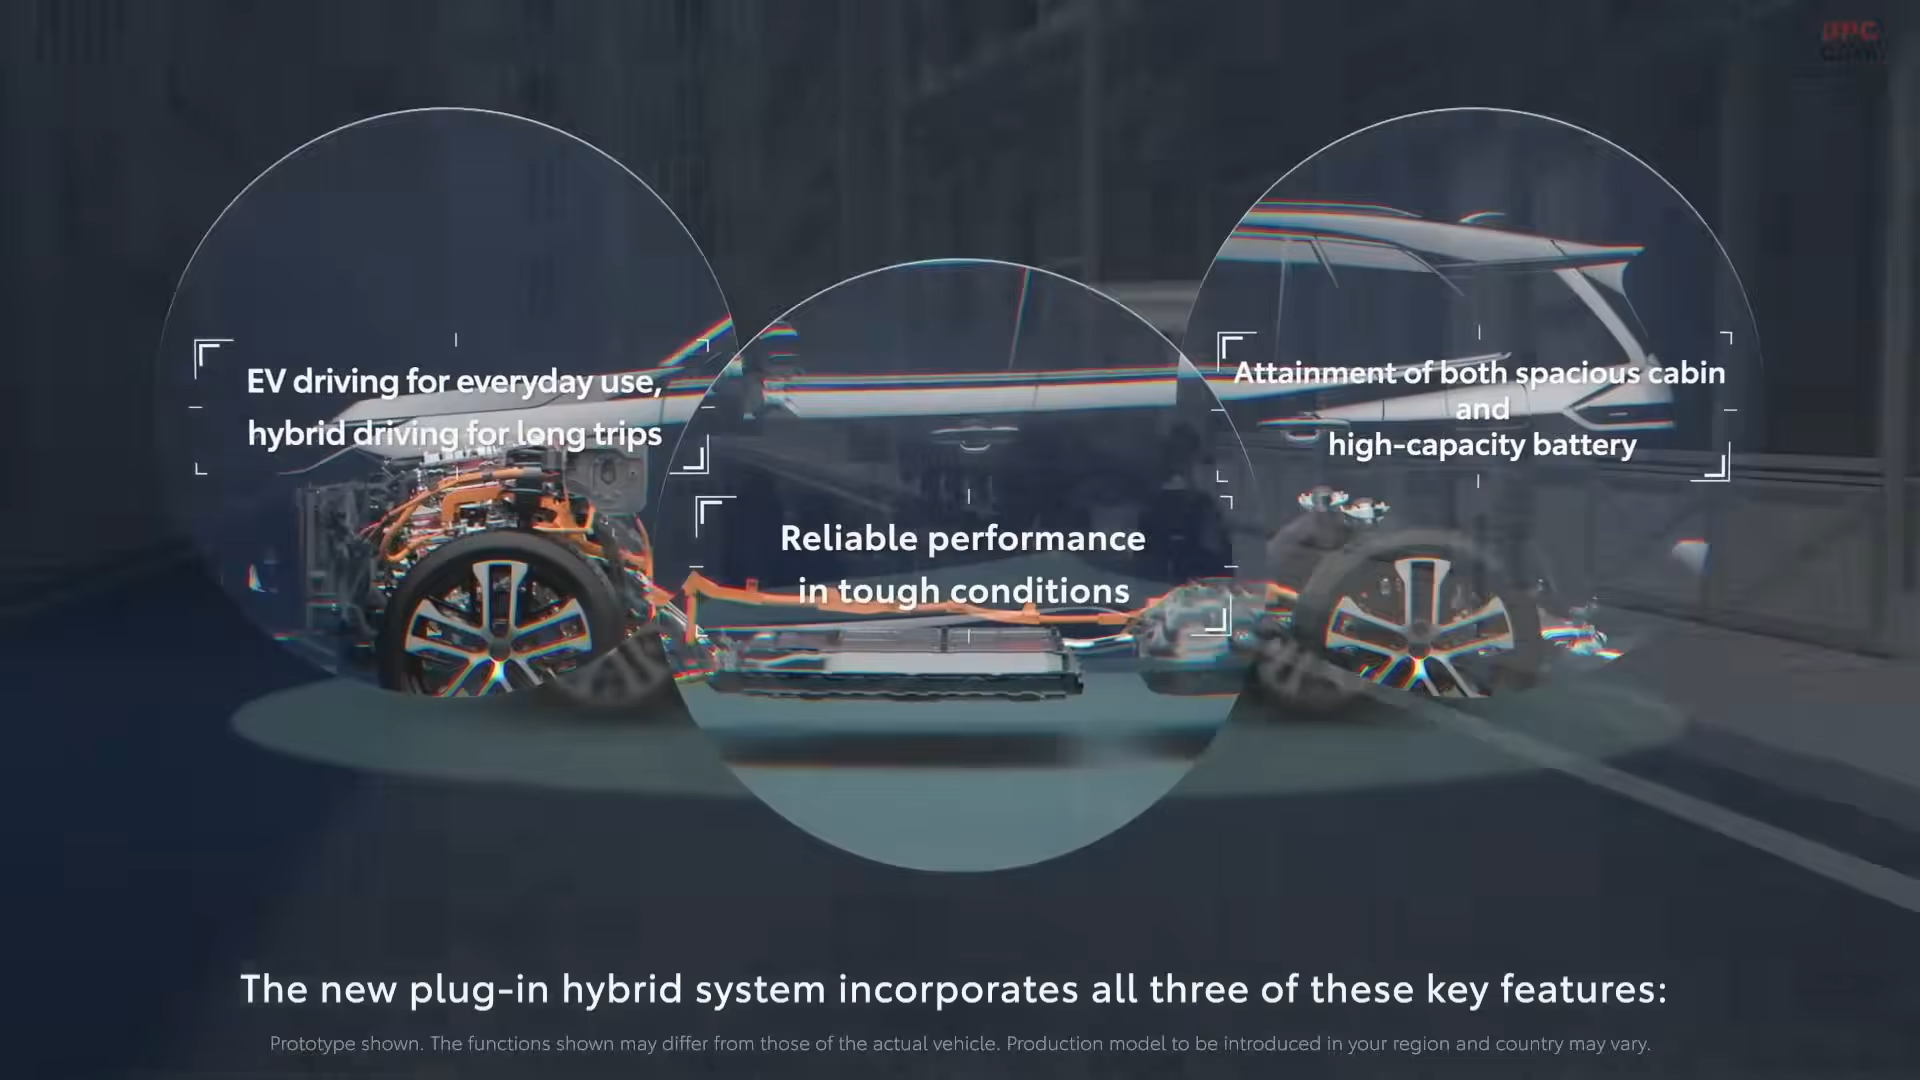 EV driving for everyday use,
hybrid driving for long trips
Reliable performance
in tough conditions
Attainment of both spacious cabin
and
high-capacity battery
The new plug-in hybrid system incorporates all three of these key features:
Prototype shown. The functions shown may differ from those of the actual vehicle. Production model to be introduced in your region and country may vary.